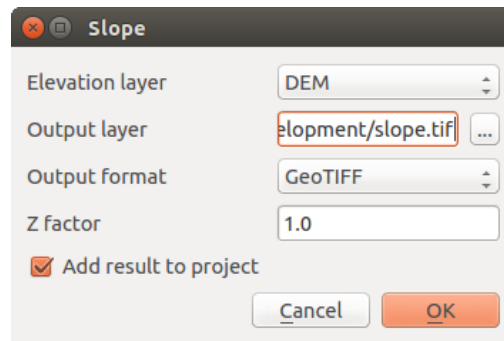 Slope
Elevation layer DEM
Output layer elopment/slope.tif ...
Output format GeoTIFF
Z factor 1.0
Add result to project
Cancel OK